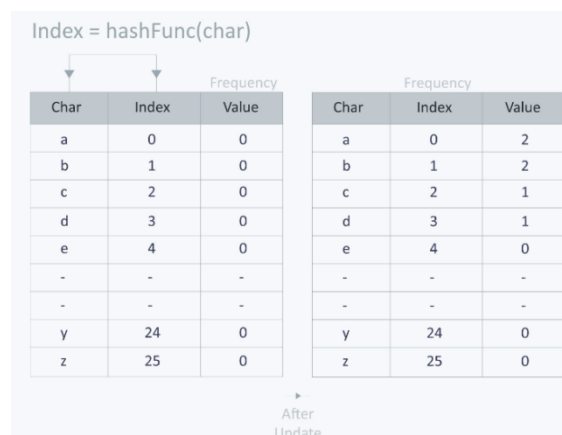 Index = hashFunc(char)
Frequency
Char Index Value
a 0 0
b 1 0
c 2 0
d 3 0
e 4 0
- - -
- - -
y 24 0
z 25 0
Frequency
Char Index Value
a 0 2
b 1 2
c 2 1
d 3 1
e 4 0
- - -
- - -
y 24 0
z 25 0
After
Update